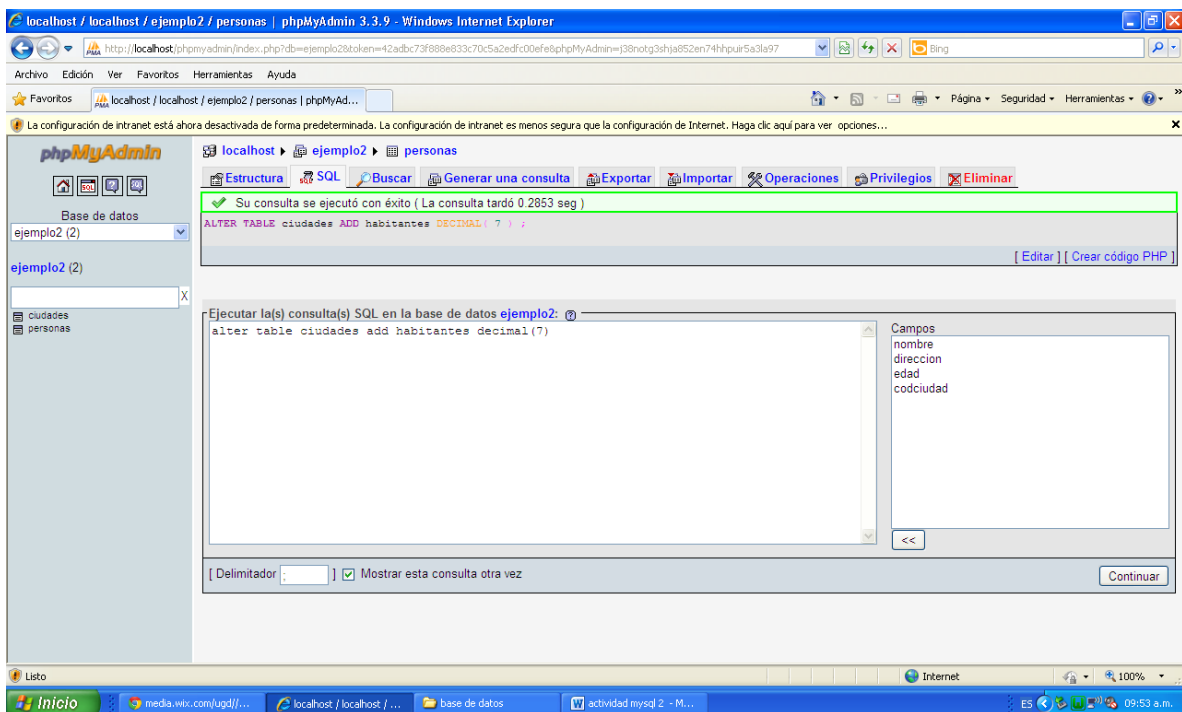 localhost / localhost / ejemplo2 / personas | phpMyAdmin 3.3.9 - Windows Internet Explorer
http://localhost/phpmyadmin/index.php?db=ejemplo2&token=42adbc73f888e833c70c5a2edfc00efe&phpMyAdmin=j38notg3shja852en74hhpuir5a3la97
Bing
Archivo Edición Ver Favoritos Herramientas Ayuda
Favoritos
localhost / localhost / ejemplo2 / personas | phpMyAd...
Página Seguridad Herramientas
La configuración de intranet está ahora desactivada de forma predeterminada. La configuración de intranet es menos segura que la configuración de Internet. Haga clic aquí para ver opciones...
phpMyAdmin
localhost ejemplo2 personas
Estructura SQL Buscar Generar una consulta Exportar Importar Operaciones Privilegios Eliminar
Base de datos
ejemplo2 (2)
ejemplo2 (2)
X
ciudades
personas
Su consulta se ejecutó con éxito ( La consulta tardó 0.2853 seg )
ALTER TABLE ciudades ADD habitantes DECIMAL( 7 ) ;
[ Editar ] [ Crear código PHP ]
Ejecutar la(s) consulta(s) SQL en la base de datos ejemplo2:
alter table ciudades add habitantes decimal(7)
Campos
nombre
direccion
edad
codciudad
<<
[ Delimitador ; ] Mostrar esta consulta otra vez
Continuar
Listo
Internet
100%
Inicio
media.wix.com/ugd//...
localhost / localhost / ...
base de datos
actividad mysql 2 - M...
ES
09:53 a.m.